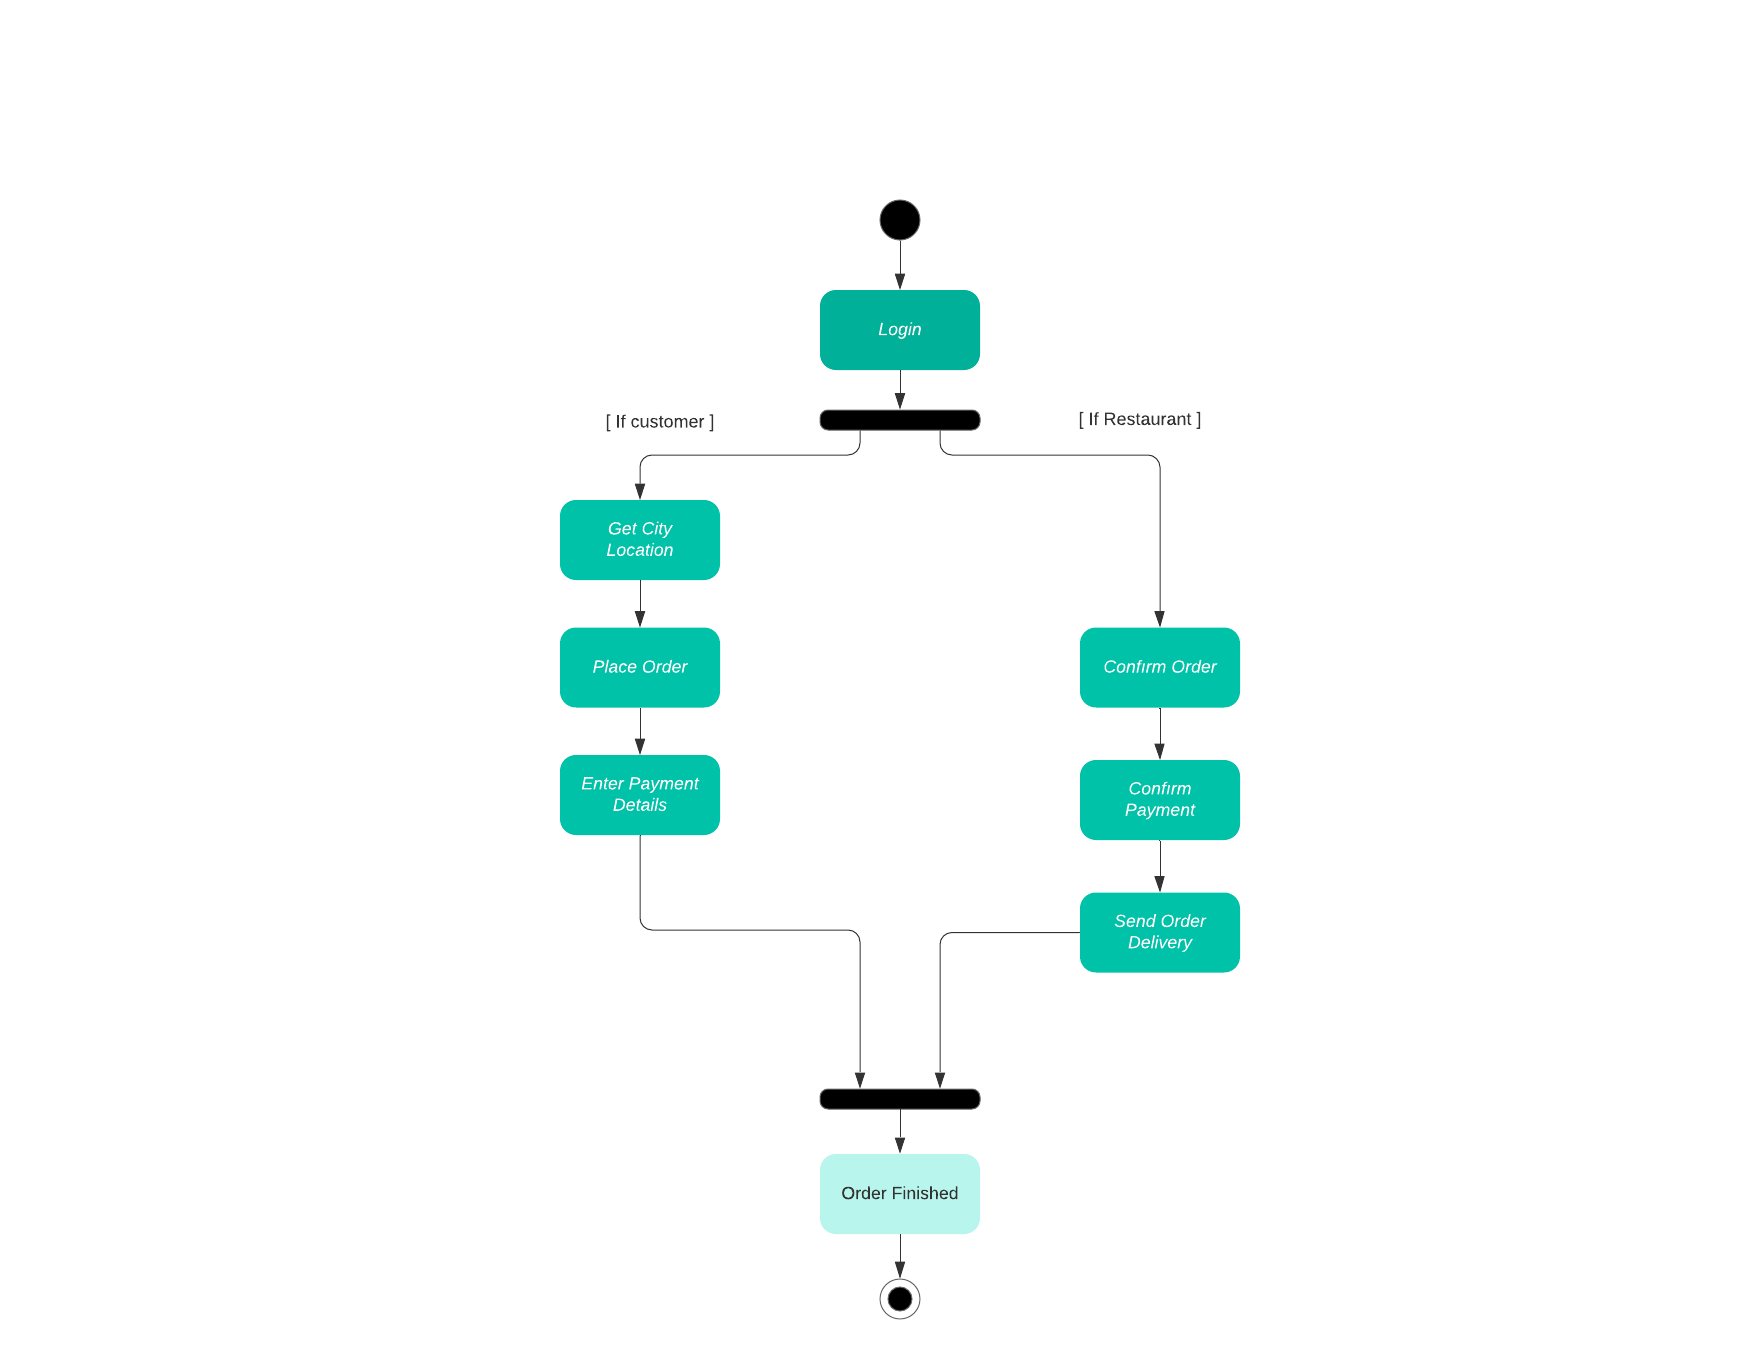 Login
[ If customer ]
[ If Restaurant ]
Get City
Location
Place Order
Enter Payment
Details
Confirm Order
Confirm
Payment
Send Order
Delivery
Order Finished